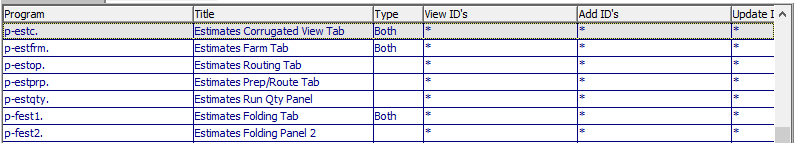 Program Title Type View ID's Add ID's Update I
p-estc. Estimates Corrugated View Tab Both * * *
p-estfrm. Estimates Farm Tab Both * * *
p-estop. Estimates Routing Tab * * *
p-estprp. Estimates Prep/Route Tab * * *
p-estqty. Estimates Run Qty Panel * * *
p-fest1. Estimates Folding Tab Both * * *
p-fest2. Estimates Folding Panel 2 * * *